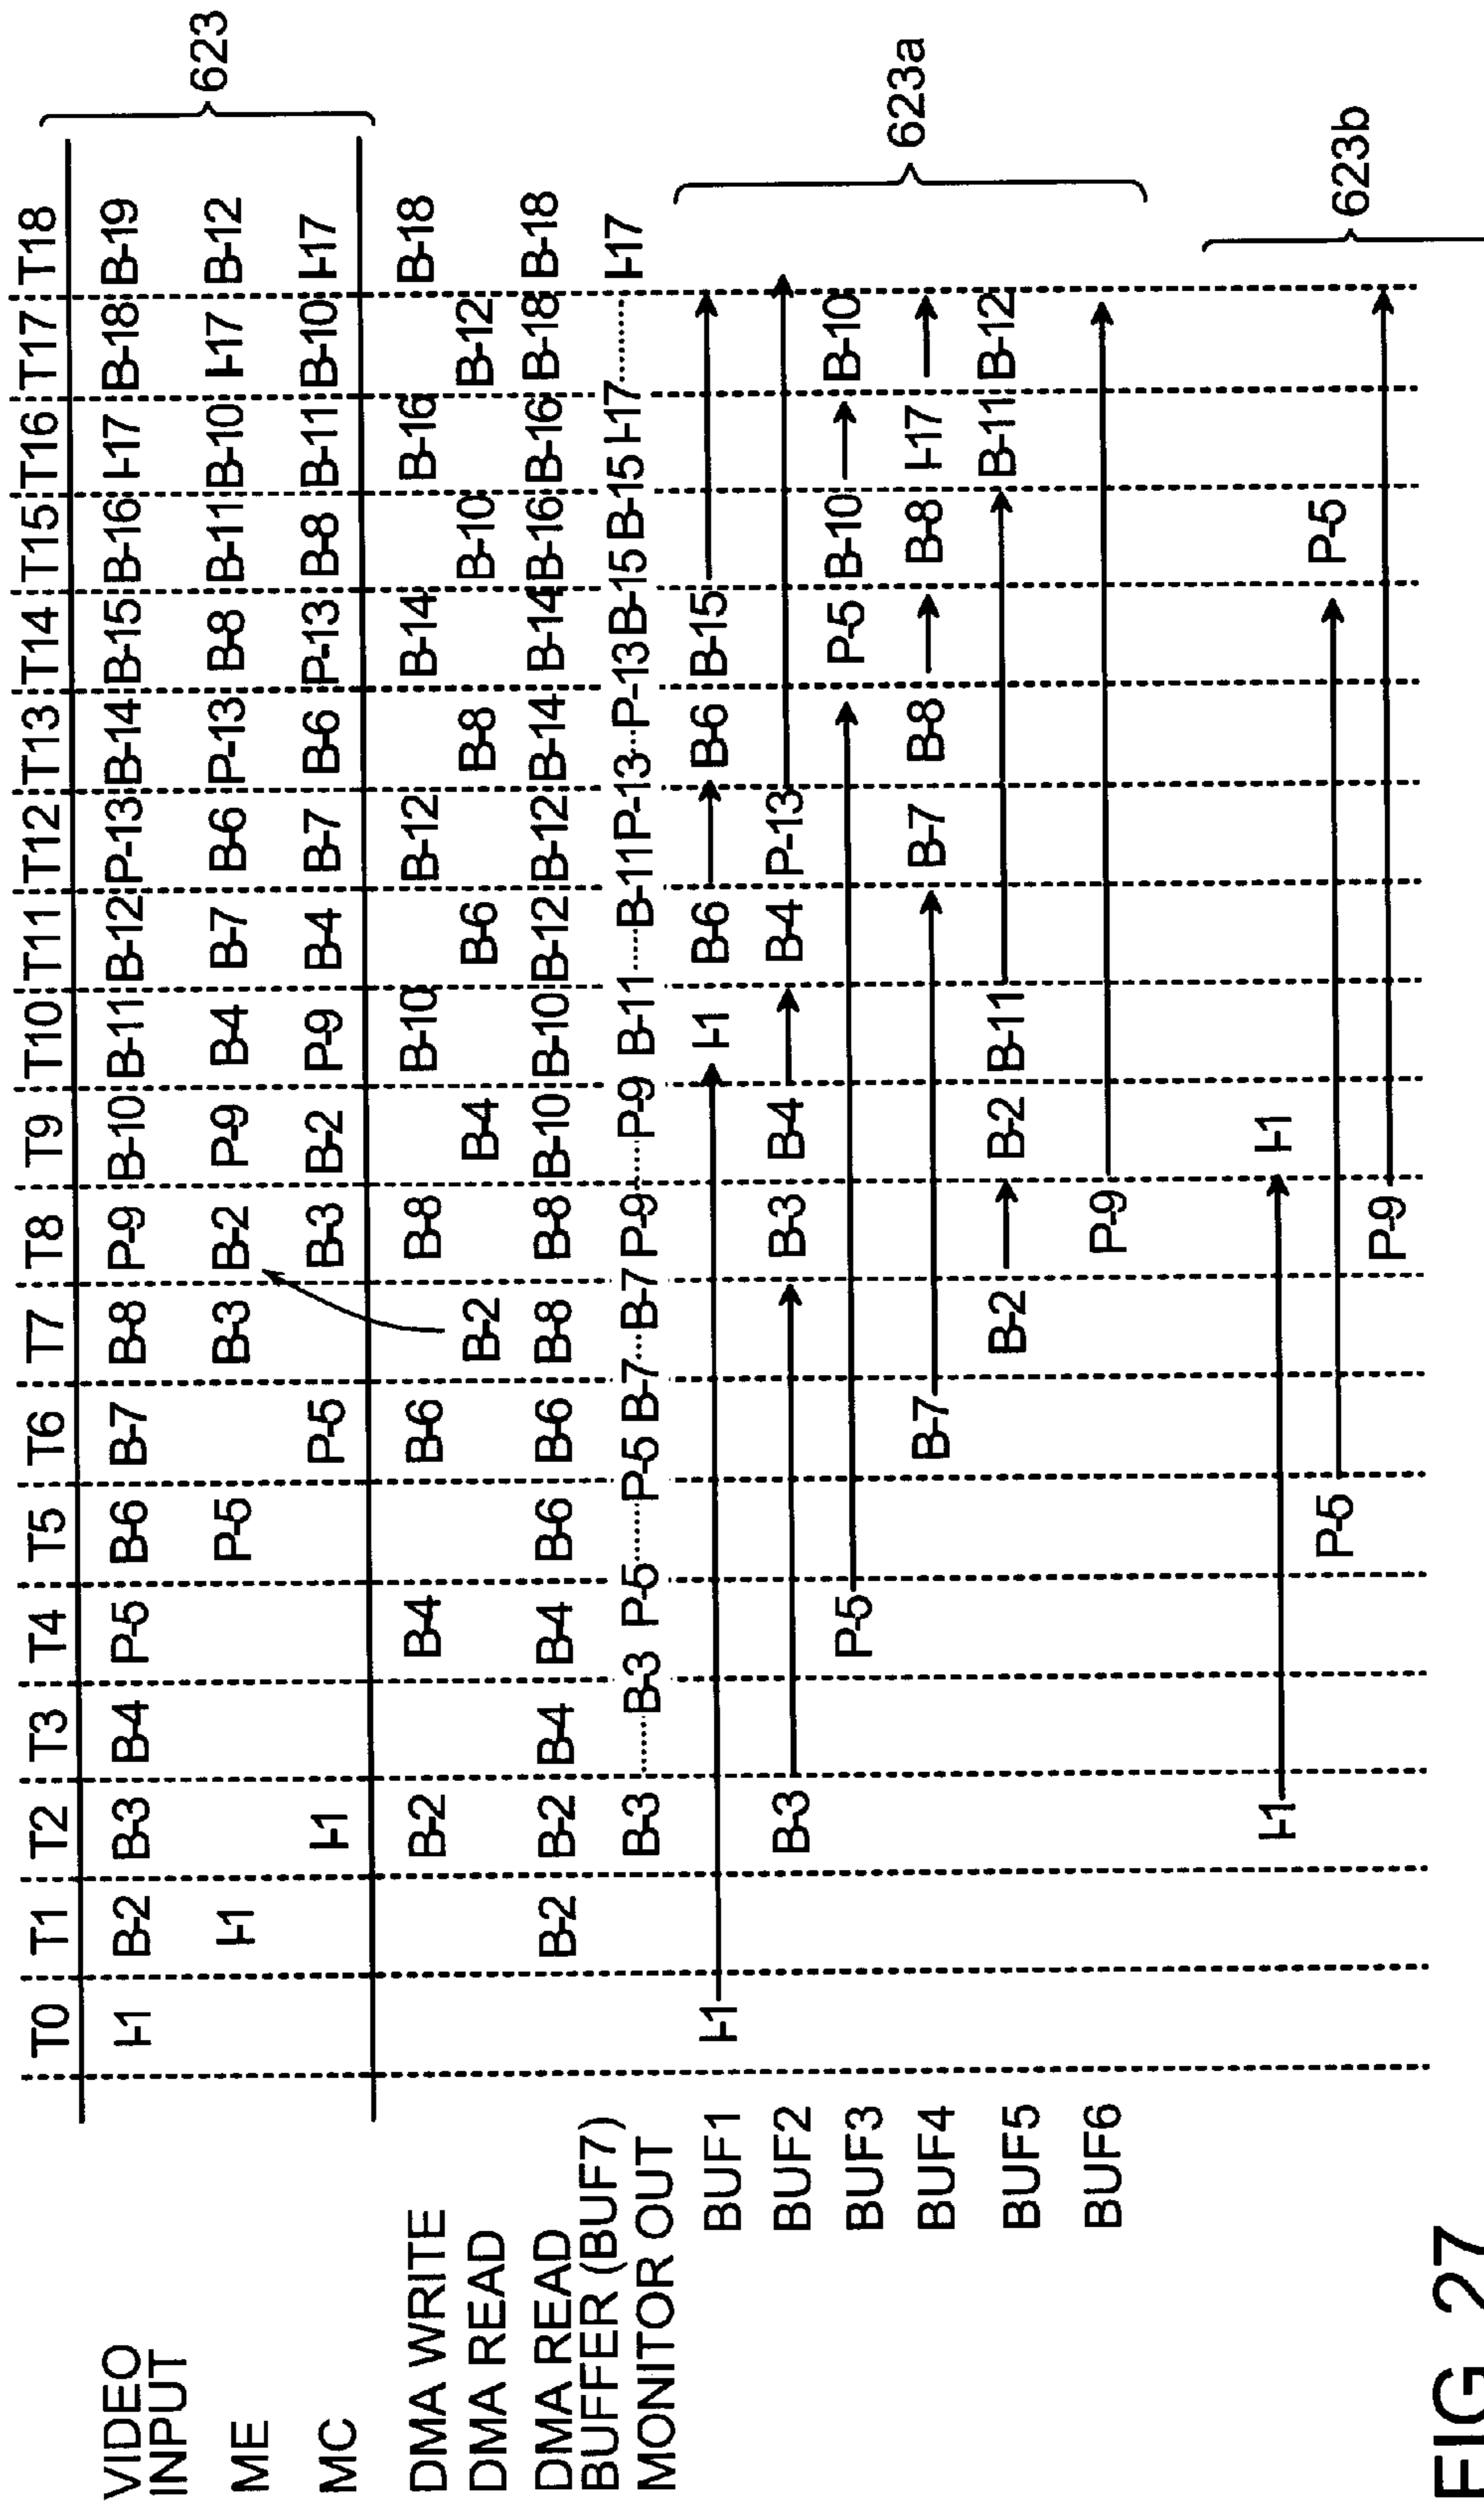 T0 T1 T2 T3 T4 T5 T6 T7 T8 T9 T10 T11 T12 T13 T14 T15 T16 T17 T18
VIDEO INPUT I-1 B-2 B-3 B-4 P-5 B-6 B-7 B-8 P-9 B-10 B-11 B-12 P-13 B-14 B-15 B-16 I-17 B-18 B-19
623
ME I-1 P-5 B-3 B-2 P-9 B-4 B-7 B-6 P-13 B-8 B-11 B-10 I-17 B-12
MC I-1 P-5 B-3 B-2 P-9 B-4 B-7 B-6 P-13 B-8 B-11 B-10 I-17
DMA WRITE B-2 B-4 B-6 B-8 B-10 B-12 B-14 B-16 B-18
DMA READ B-2 B-4 B-6 B-8 B-10 B-12
DMA READ BUFFER (BUF7) B-2 B-2 B-4 B-4 B-6 B-6 B-8 B-8 B-10 B-10 B-12 B-12 B-14 B-14 B-16 B-16 B-18 B-18
MONITOR OUT B-3 B-3 P-5 P-5 B-7 B-7 P-9 P-9 B-11 B-11 P-13 P-13 B-15 B-15 I-17 I-17
BUF1 I-1 I-1 B-6 B-6 B-15
BUF2 B-3 B-3 B-4 B-4 P-13
BUF3 P-5 P-5 B-10 B-10
623a
BUF4 B-7 B-7 B-8 B-8 I-17
BUF5 B-2 B-2 B-11 B-11 B-12
BUF6 P-9
I-1 I-1
P-5 P-5
623b
P-9
FIG 27